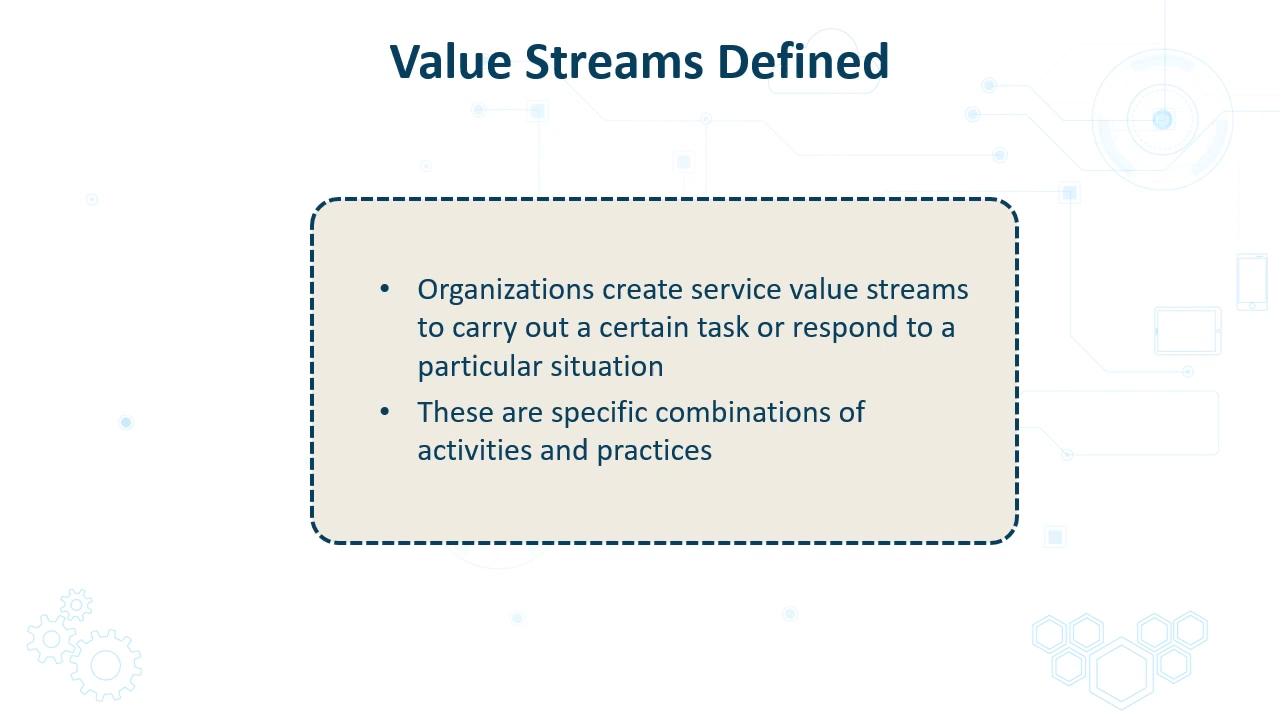 Value Streams Defined
• Organizations create service value streams
to carry out a certain task or respond to a
particular situation
• These are specific combinations of
activities and practices